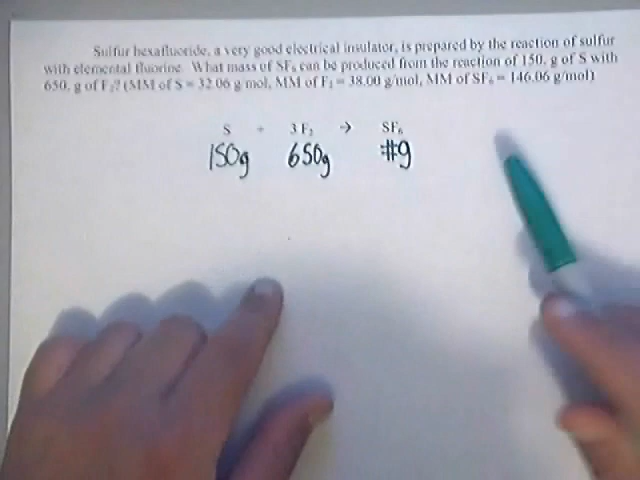 Sulfur hexafluoride, a very good electrical insulator, is prepared by the reaction of sulfur
with elemental fluorine. What mass of SF₆ can be produced from the reaction of 150. g of S with
650. g of F₂? (MM of S = 32.06 g/mol, MM of F₂ = 38.00 g/mol, MM of SF₆ = 146.06 g/mol)
S + 3 F₂ → SF₆
150g 650g #g